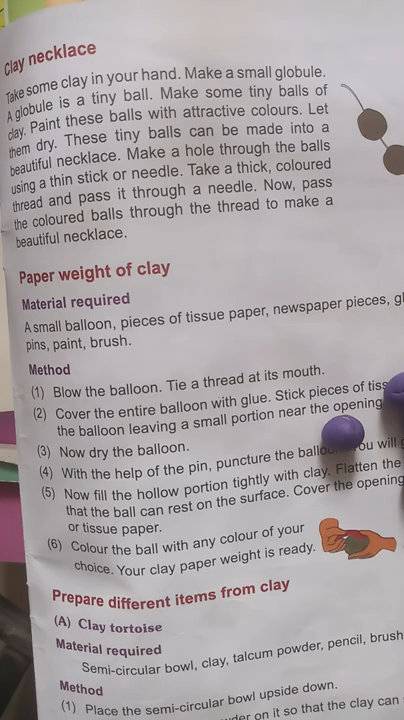 Clay necklace
Take some clay in your hand. Make a small globule.
A globule is a tiny ball. Make some tiny balls of
clay. Paint these balls with attractive colours. Let
them dry. These tiny balls can be made into a
beautiful necklace. Make a hole through the balls
using a thin stick or needle. Take a thick, coloured
thread and pass it through a needle. Now, pass
the coloured balls through the thread to make a
beautiful necklace.
Paper weight of clay
Material required
A small balloon, pieces of tissue paper, newspaper pieces,
pins, paint, brush.
Method
(1) Blow the balloon. Tie a thread at its mouth.
(2) Cover the entire balloon with glue. Stick pieces of
the balloon leaving a small portion near the opening
(3) Now dry the balloon.
(4) With the help of the pin, puncture the will
(5) Now fill the hollow portion tightly with clay. Flatten the
that the ball can rest on the surface. Cover the opening
or tissue paper.
(6) Colour the ball with any colour of your
choice. Your clay paper weight is ready.
Prepare different items from clay
(A) Clay tortoise
Material required
Semi-circular bowl, clay, talcum powder, pencil, brush
Method
(1) Place the semi-circular bowl upside down.
on it so that the clay can